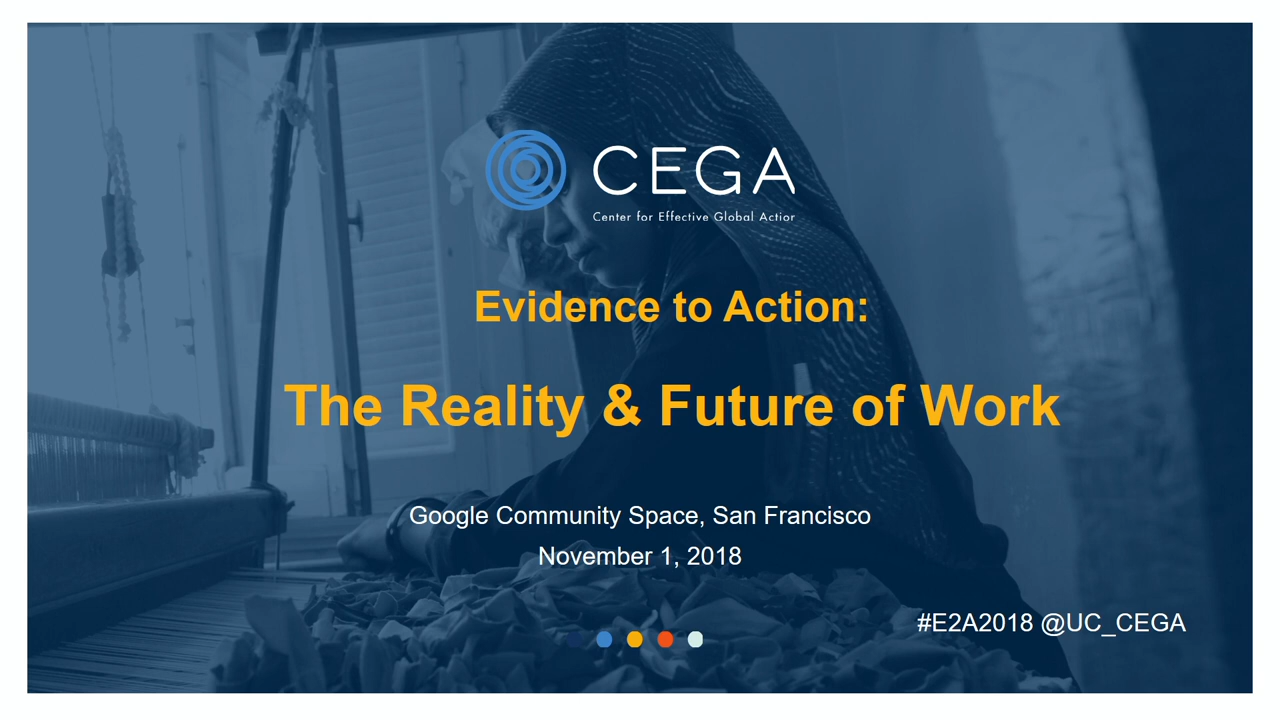 CEGA
Center for Effective Global Action
Evidence to Action:
The Reality & Future of Work
Google Community Space, San Francisco
November 1, 2018
#E2A2018 @UC_CEGA